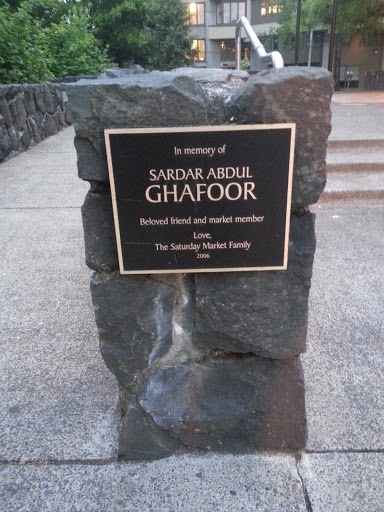 In memory of
SARDAR ABDUL
GHAFOOR
Beloved friend and market member
Love,
The Saturday Market Family
2006